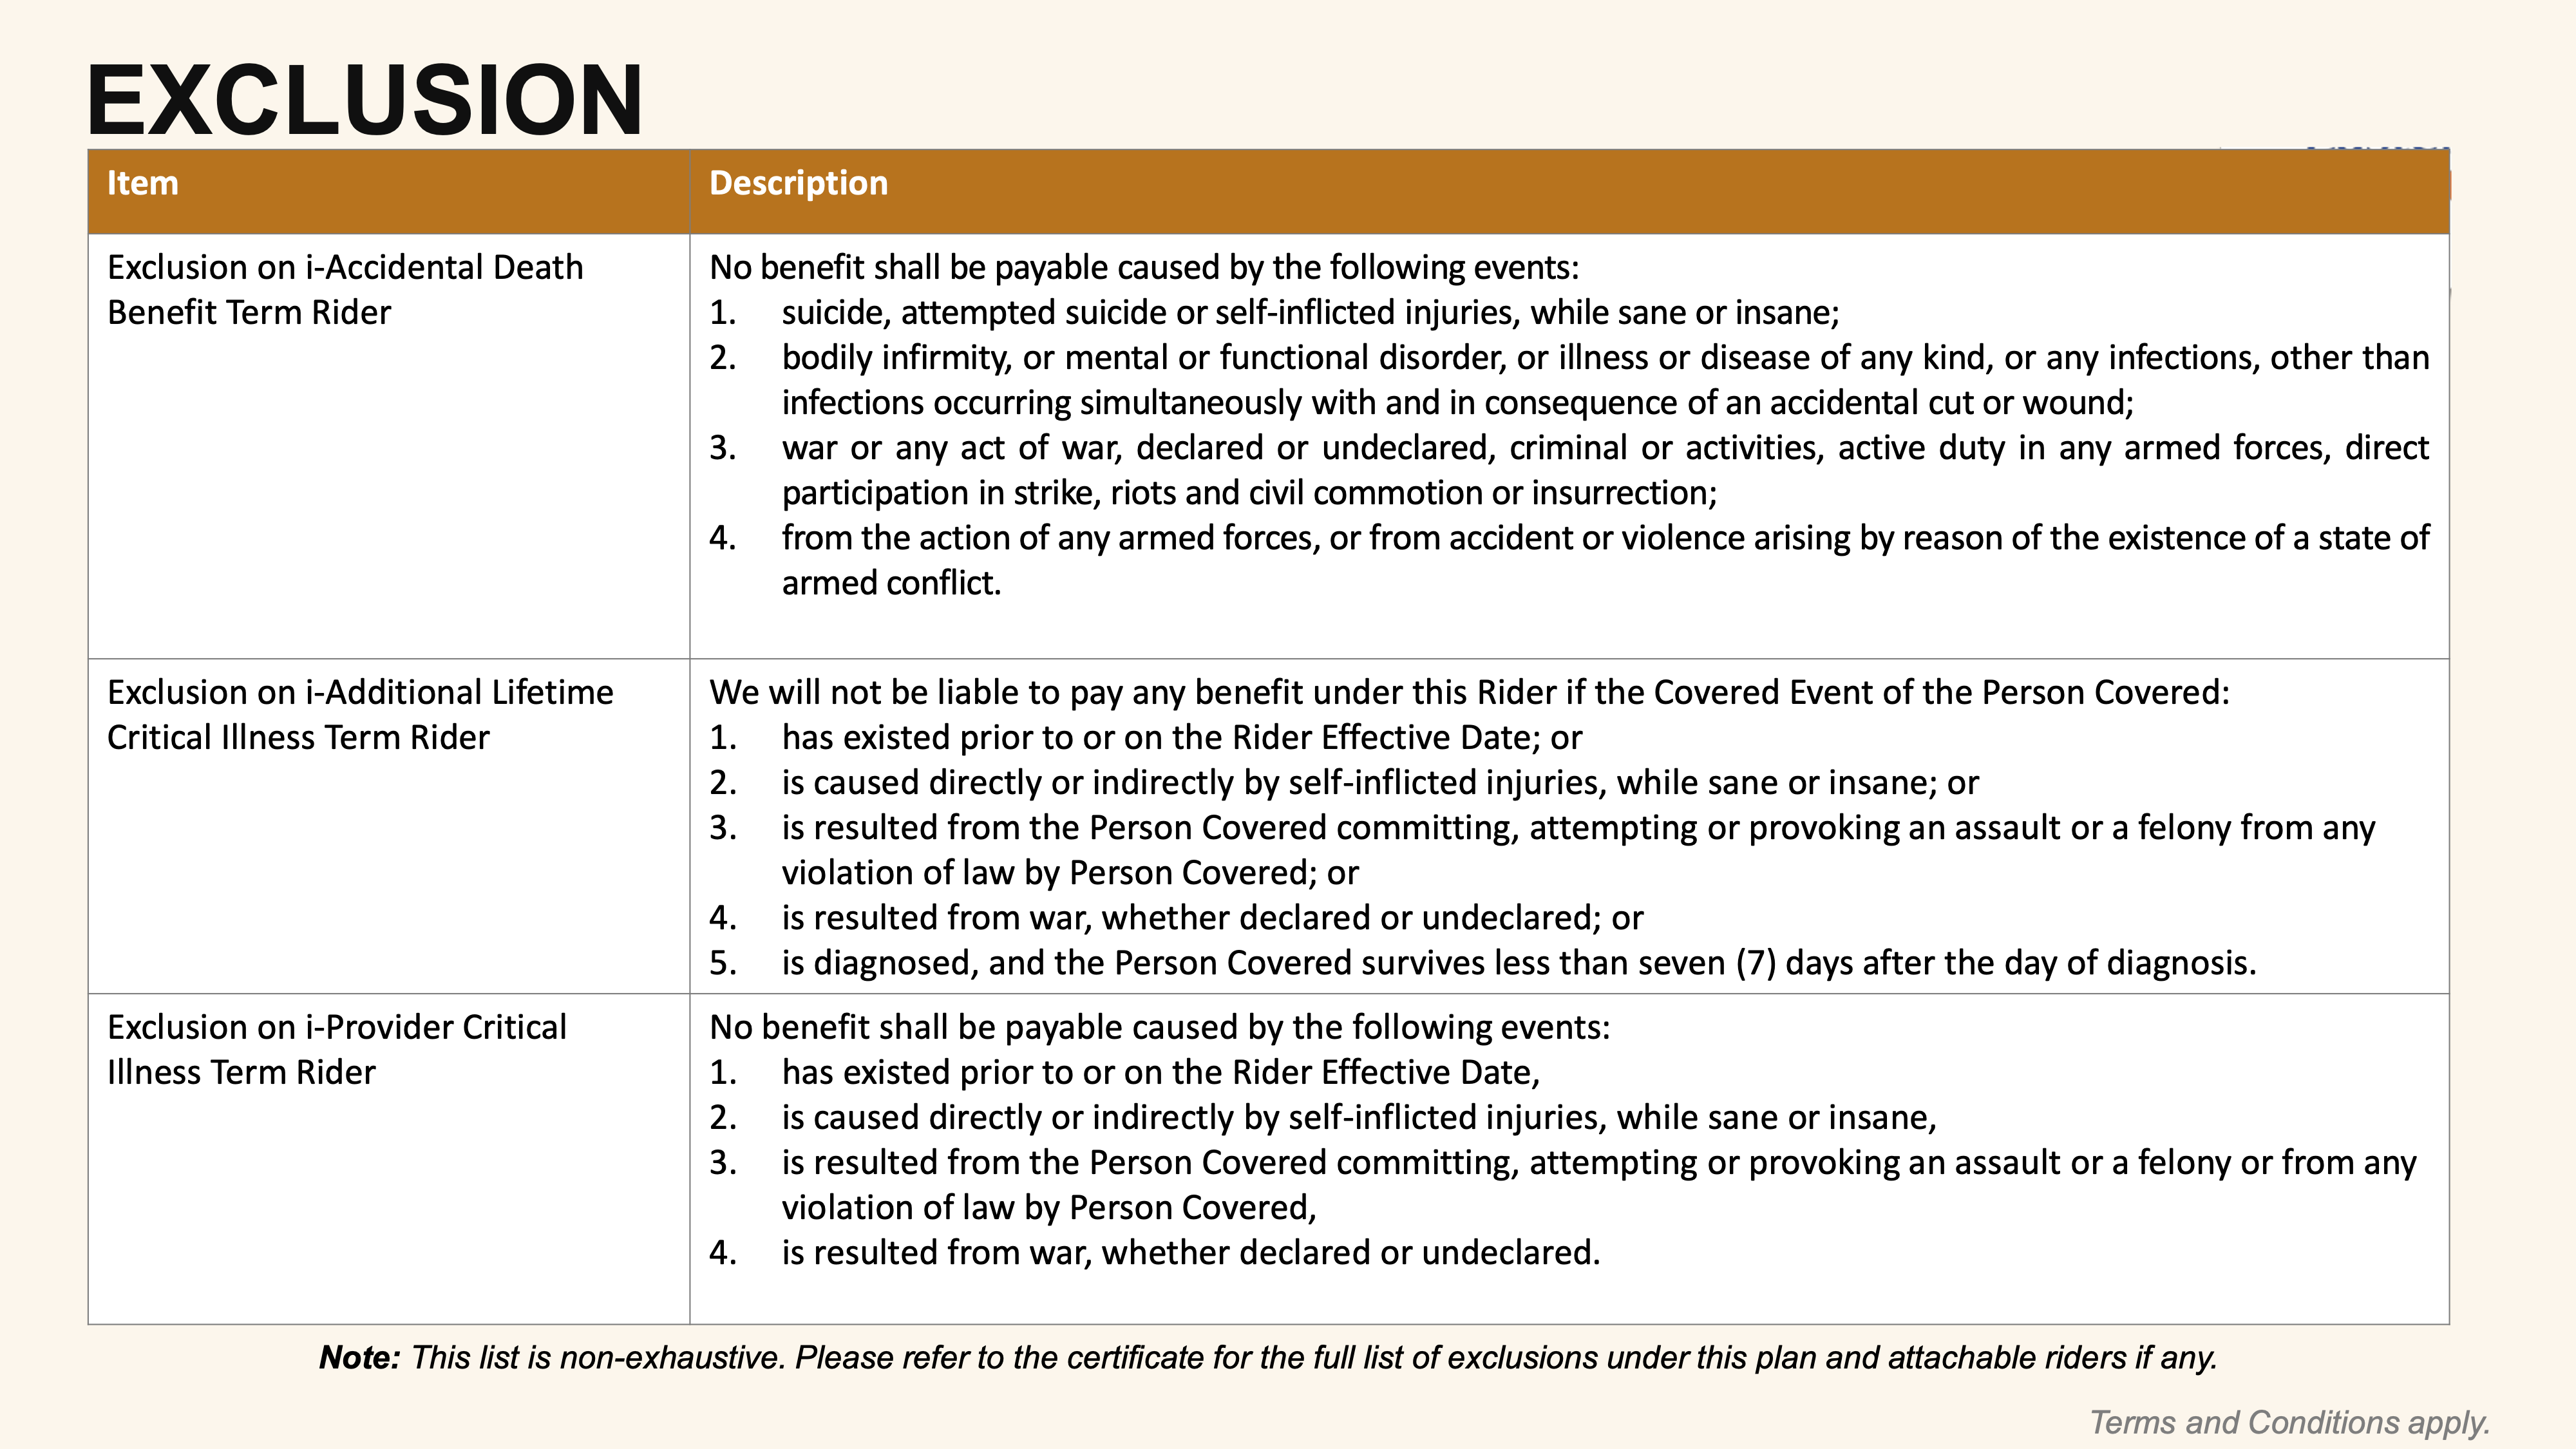 EXCLUSION
Item
Description
Exclusion on i-Accidental Death
Benefit Term Rider
No benefit shall be payable caused by the following events:
1. suicide, attempted suicide or self-inflicted injuries, while sane or insane;
2. bodily infirmity, or mental or functional disorder, or illness or disease of any kind, or any infections, other than
infections occurring simultaneously with and in consequence of an accidental cut or wound;
3. war or any act of war, declared or undeclared, criminal or activities, active duty in any armed forces, direct
participation in strike, riots and civil commotion or insurrection;
4. from the action of any armed forces, or from accident or violence arising by reason of the existence of a state of
armed conflict.
Exclusion on i-Additional Lifetime
Critical Illness Term Rider
We will not be liable to pay any benefit under this Rider if the Covered Event of the Person Covered:
1. has existed prior to or on the Rider Effective Date; or
2. is caused directly or indirectly by self-inflicted injuries, while sane or insane; or
3. is resulted from the Person Covered committing, attempting or provoking an assault or a felony from any
violation of law by Person Covered; or
4. is resulted from war, whether declared or undeclared; or
5. is diagnosed, and the Person Covered survives less than seven (7) days after the day of diagnosis.
Exclusion on i-Provider Critical
Illness Term Rider
No benefit shall be payable caused by the following events:
1. has existed prior to or on the Rider Effective Date,
2. is caused directly or indirectly by self-inflicted injuries, while sane or insane,
3. is resulted from the Person Covered committing, attempting or provoking an assault or a felony or from any
violation of law by Person Covered,
4. is resulted from war, whether declared or undeclared.
Note: This list is non-exhaustive. Please refer to the certificate for the full list of exclusions under this plan and attachable riders if any.
Terms and Conditions apply.